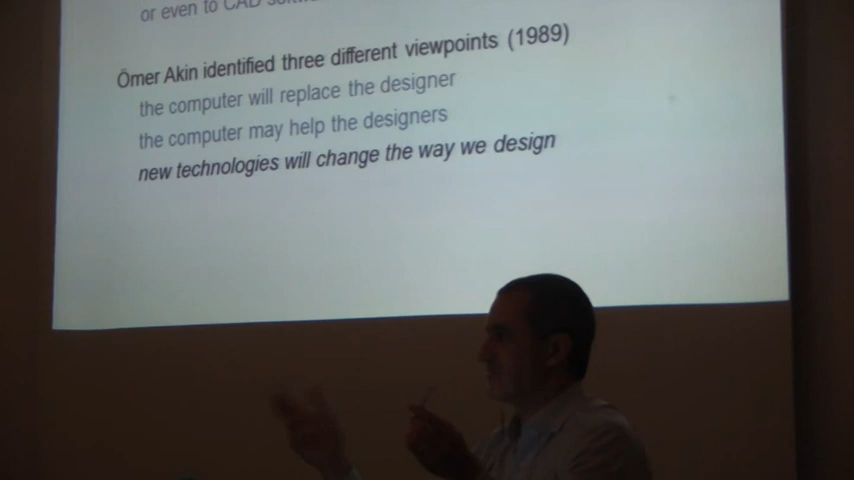 or even to CAD
Ömer Akin identified three different viewpoints (1989)
the computer will replace the designer
the computer may help the designers
new technologies will change the way we design